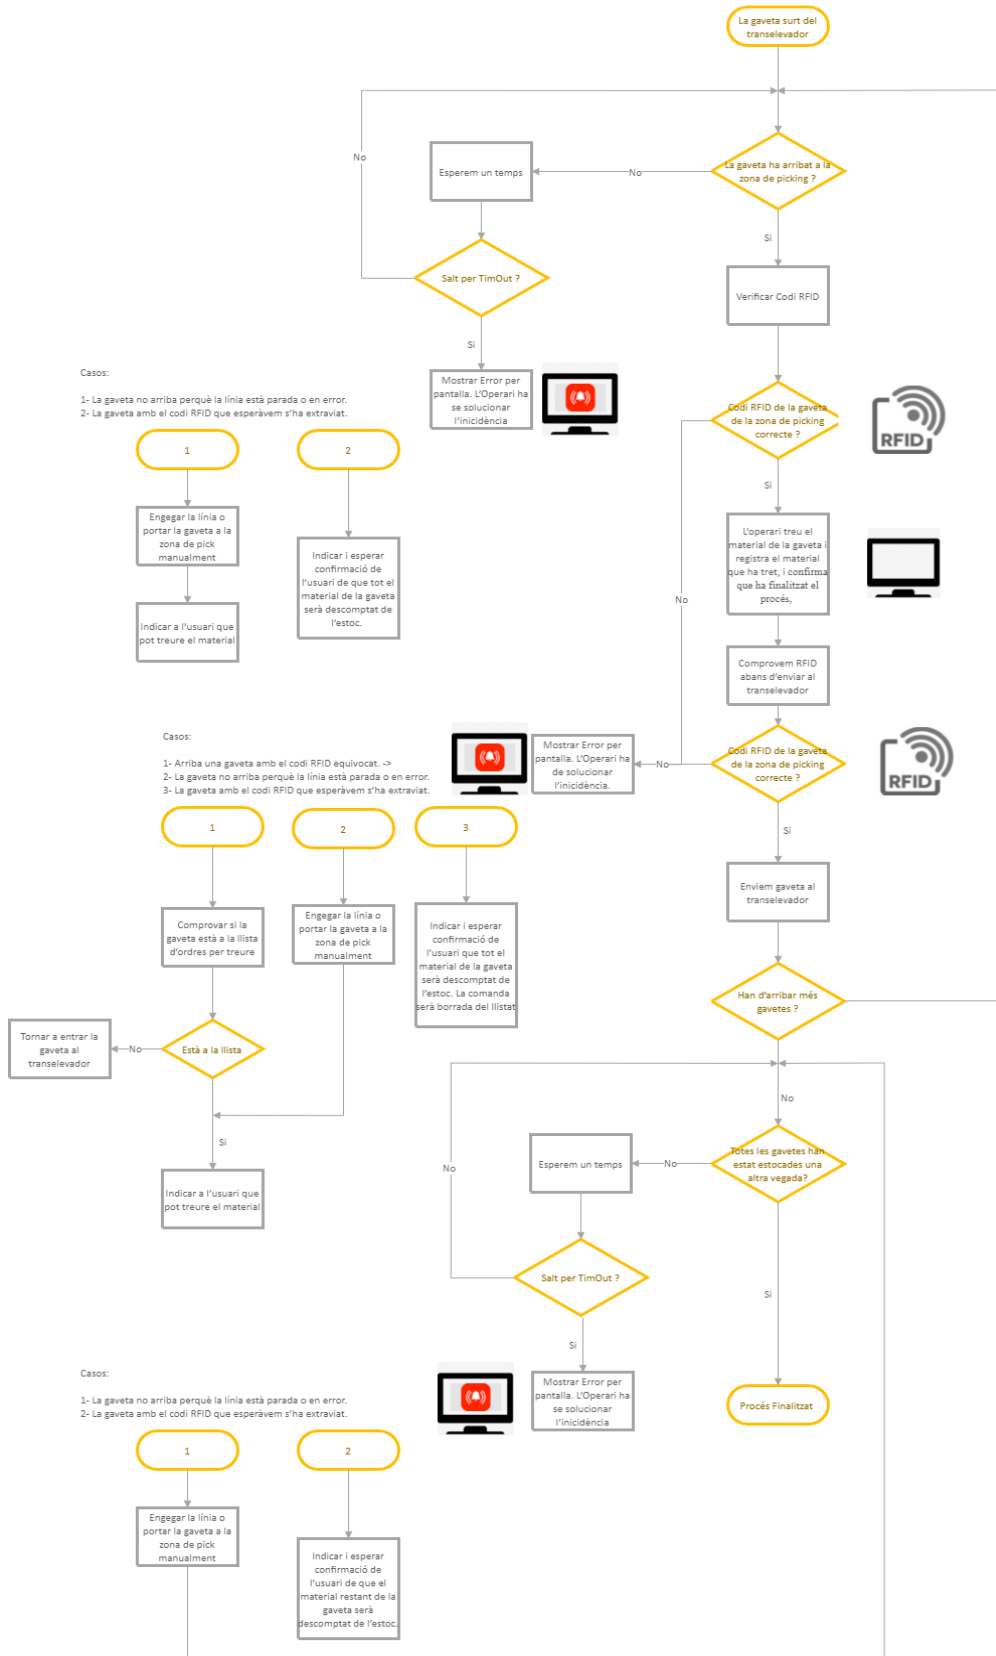 La gaveta surt del
transelevador
No
Esperem un temps
No
La gaveta ha arribat a la
zona de picking ?
Si
Salt per TimOut ?
Verificar Codi RFID
Si
Casos:
1- La gaveta no arriba perquè la línia està parada o en error.
2- La gaveta amb el codi RFID que esperàvem s'ha extraviat.
Mostrar Error per
pantalla. L'Operari ha
se solucionar
l'inicidència
Codi RFID de la gaveta
de la zona de picking
correcte ?
RFID
1
2
Si
Engegar la línia o
portar la gaveta a la
zona de pick
manualment
Indicar i esperar
confirmació de
l'usuari de que tot el
material de la gaveta
serà descomptat de
l'estoc.
L'operari treu el
material de la gaveta i
registra el material
que ha tret, i confirma
que ha finalitzat el
procés,
No
Indicar a l'usuari que
pot treure el material
Comprovem RFID
abans d'enviar al
transelevador
Casos:
1- Arriba una gaveta amb el codi RFID equivocat. ->
2- La gaveta no arriba perquè la línia està parada o en error.
3- La gaveta amb el codi RFID que esperàvem s'ha extraviat.
Mostrar Error per
pantalla. L'Operari ha
de solucionar
l'inicidència.
No
Codi RFID de la gaveta
de la zona de picking
correcte ?
RFID
1
2
3
Si
Comprovar si la
gaveta està a la llista
d'ordres per treure
Engegar la línia o
portar la gaveta a la
zona de pick
manualment
Indicar i esperar
confirmació de
l'usuari que tot el
material de la gaveta
serà descomptat de
l'estoc. La comanda
serà borrada del llistat
Enviem gaveta al
transelevador
Han d'arribar més
gavetes ?
Tornar a entrar la
gaveta al
transelevador
No
Està a la llista
No
Si
Indicar a l'usuari que
pot treure el material
No
Esperem un temps
No
Totes les gavetes han
estat estocades una
altra vegada?
Salt per TimOut ?
Si
Si
Casos:
1- La gaveta no arriba perquè la línia està parada o en error.
2- La gaveta amb el codi RFID que esperàvem s'ha extraviat.
Mostrar Error per
pantalla. L'Operari ha
se solucionar
l'inicidència
Procés Finalitzat
1
2
Engegar la línia o
portar la gaveta a la
zona de pick
manualment
Indicar i esperar
confirmació de
l'usuari de que el
material restant de la
gaveta serà
descomptat de l'estoc.